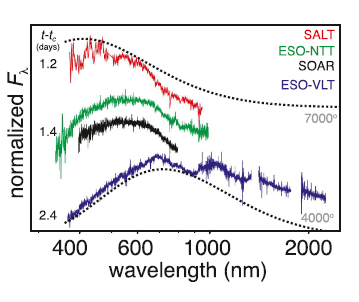 t-tc
(days)
SALT
ESO-NTT
SOAR
ESO-VLT
1.2
7000°
1.4
2.4
4000°
normalized Fλ
400 600 1000 2000
wavelength (nm)